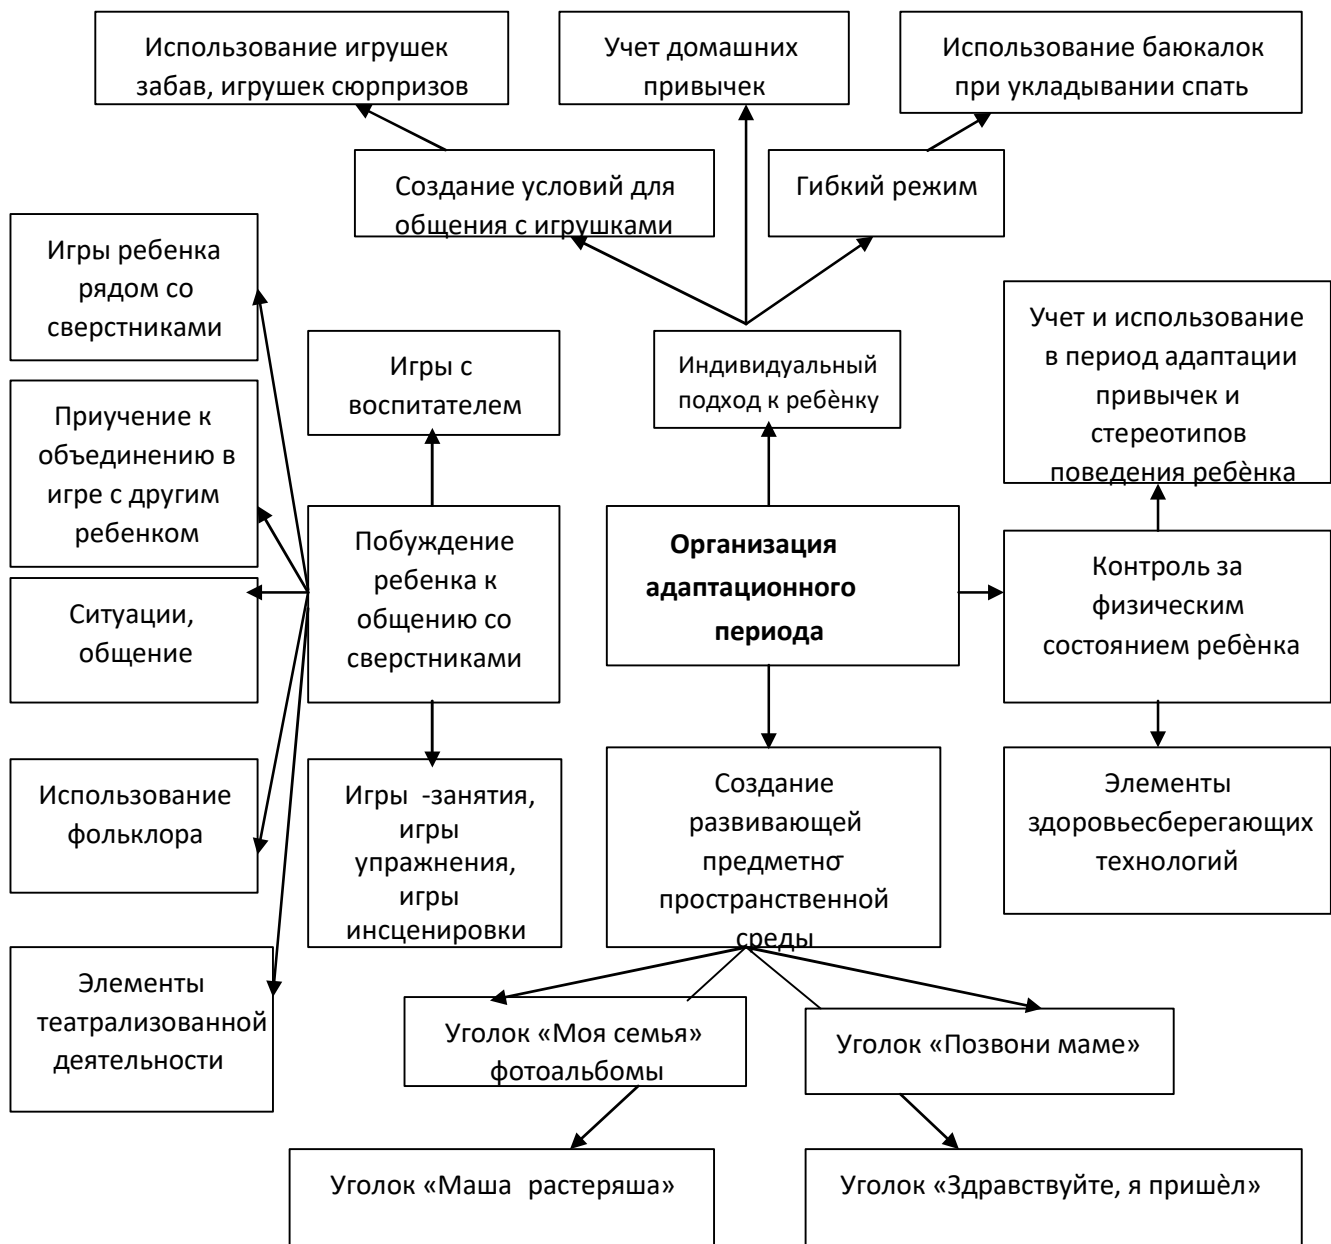 Использование игрушек
забав, игрушек сюрпризов
Учет домашних
привычек
Использование баюкалок
при укладывании спать
Создание условий для
общения с игрушками
Гибкий режим
Игры ребенка
рядом со
сверстниками
Игры с
воспитателем
Индивидуальный
подход к ребѐнку
Учет и использование
в период адаптации
привычек и
стереотипов
поведения ребѐнка
Приучение к
объединению в
игре с другим
ребенком
Побуждение
ребенка к
общению со
сверстниками
Организация
адаптационного
периода
Контроль за
физическим
состоянием ребѐнка
Ситуации,
общение
Использование
фольклора
Игры -занятия,
игры
упражнения,
игры
инсценировки
Создание
развивающей
предметно-
пространственной
среды
Элементы
здоровьесберегающих
технологий
Элементы
театрализованной
деятельности
Уголок «Моя семья»
фотоальбомы
Уголок «Позвони маме»
Уголок «Маша растеряша»
Уголок «Здравствуйте, я пришѐл»